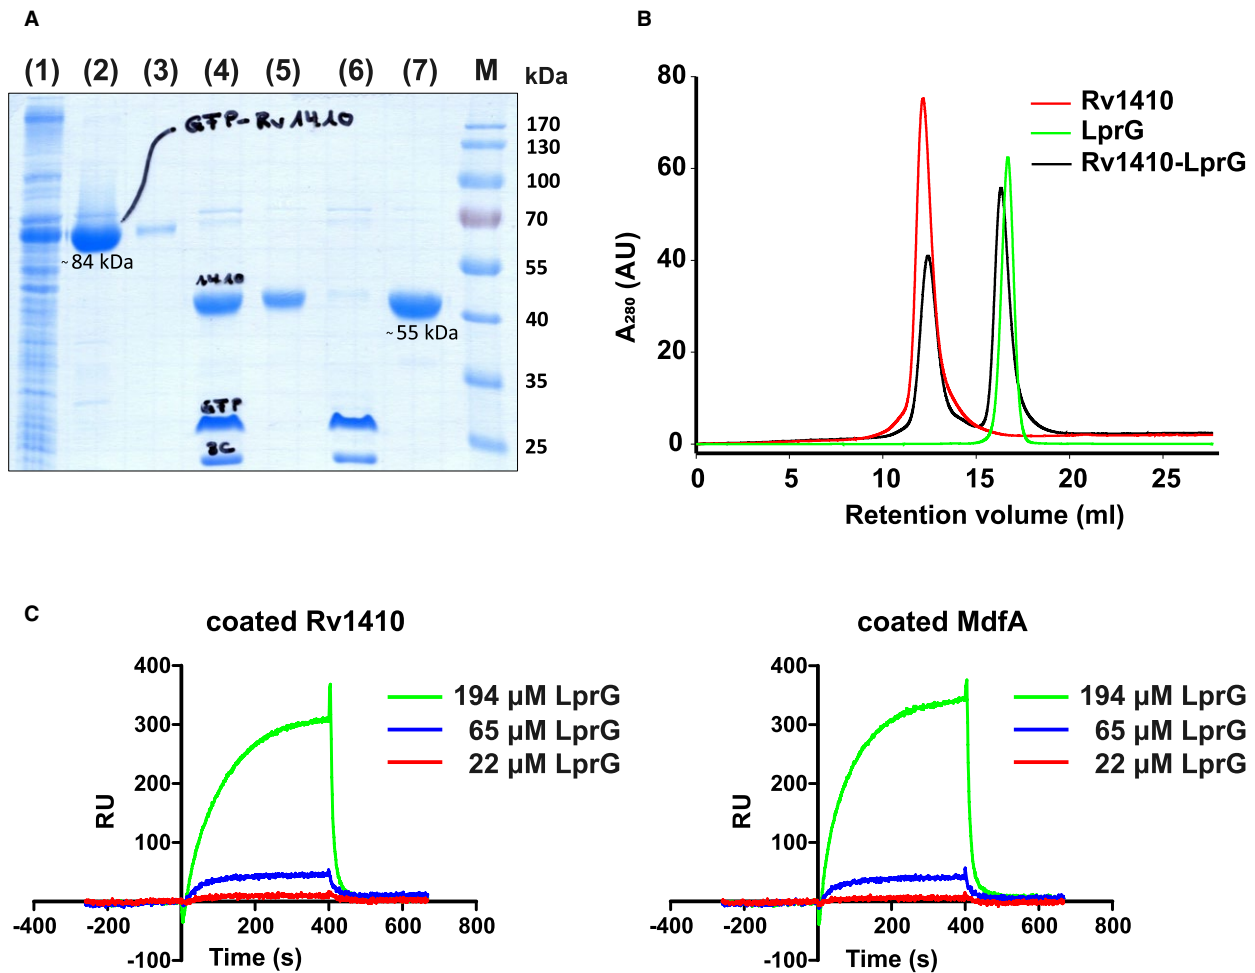 A
(1) (2) (3) (4) (5) (6) (7) M kDa
GTP-Rv1410
170
130
100
70
~84 kDa
55
1410
40
~55 kDa
35
GTP
3C
25
B
80
60
40
20
0
A₂₈₀ (AU)
Rv1410
LprG
Rv1410-LprG
0 5 10 15 20 25
Retention volume (ml)
C
coated Rv1410
400
300
200
100
-100
RU
194 µM LprG
65 µM LprG
22 µM LprG
-400 -200 200 400 600 800
Time (s)
coated MdfA
400
300
200
100
-100
RU
194 µM LprG
65 µM LprG
22 µM LprG
-400 -200 200 400 600 800
Time (s)